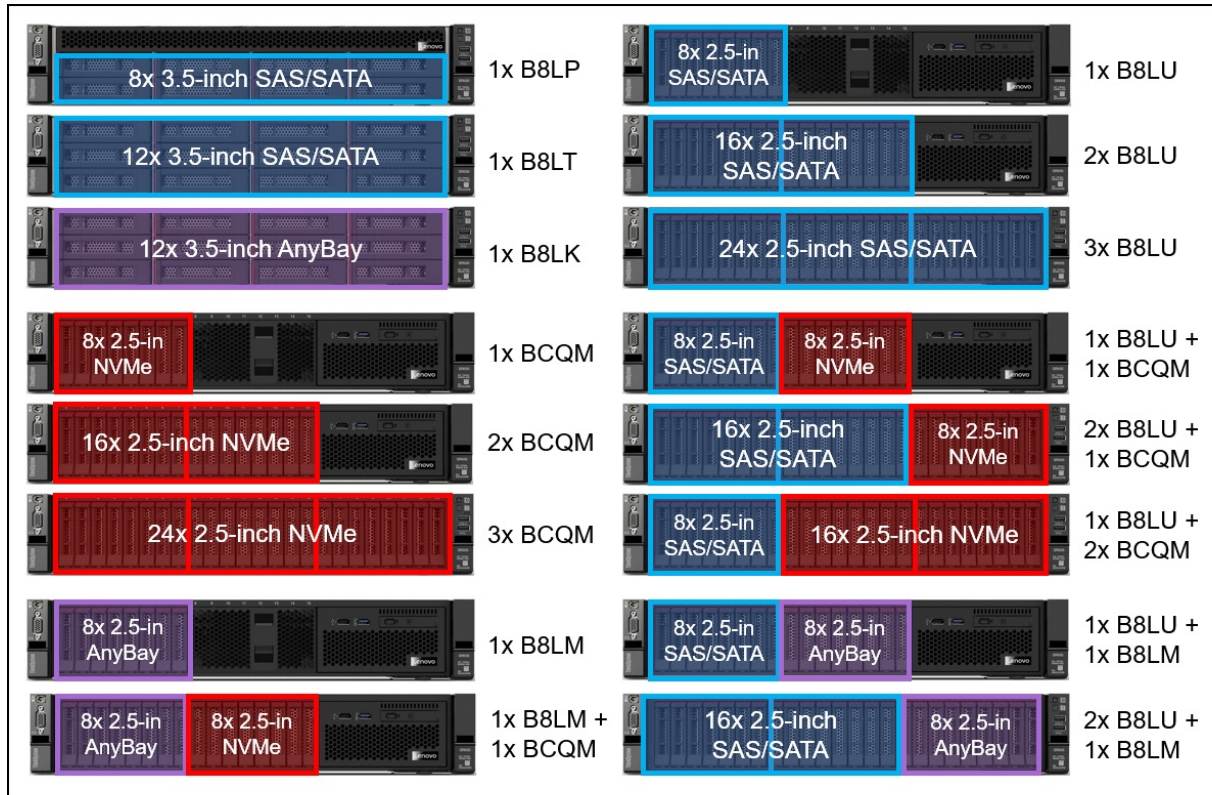 8x 3.5-inch SAS/SATA
1x B8LP
12x 3.5-inch SAS/SATA
1x B8LT
12x 3.5-inch AnyBay
1x B8LK
8x 2.5-in
SAS/SATA
1x B8LU
16x 2.5-inch
SAS/SATA
2x B8LU
24x 2.5-inch SAS/SATA
3x B8LU
8x 2.5-in
NVMe
1x BCQM
16x 2.5-inch NVMe
2x BCQM
24x 2.5-inch NVMe
3x BCQM
8x 2.5-in
SAS/SATA
8x 2.5-in
NVMe
1x B8LU +
1x BCQM
16x 2.5-inch
SAS/SATA
8x 2.5-in
NVMe
2x B8LU +
1x BCQM
8x 2.5-in
SAS/SATA
16x 2.5-inch NVMe
1x B8LU +
2x BCQM
8x 2.5-in
AnyBay
1x B8LM
8x 2.5-in
AnyBay
8x 2.5-in
NVMe
1x B8LM +
1x BCQM
8x 2.5-in
SAS/SATA
8x 2.5-in
AnyBay
1x B8LU +
1x B8LM
16x 2.5-inch
SAS/SATA
8x 2.5-in
AnyBay
2x B8LU +
1x B8LM